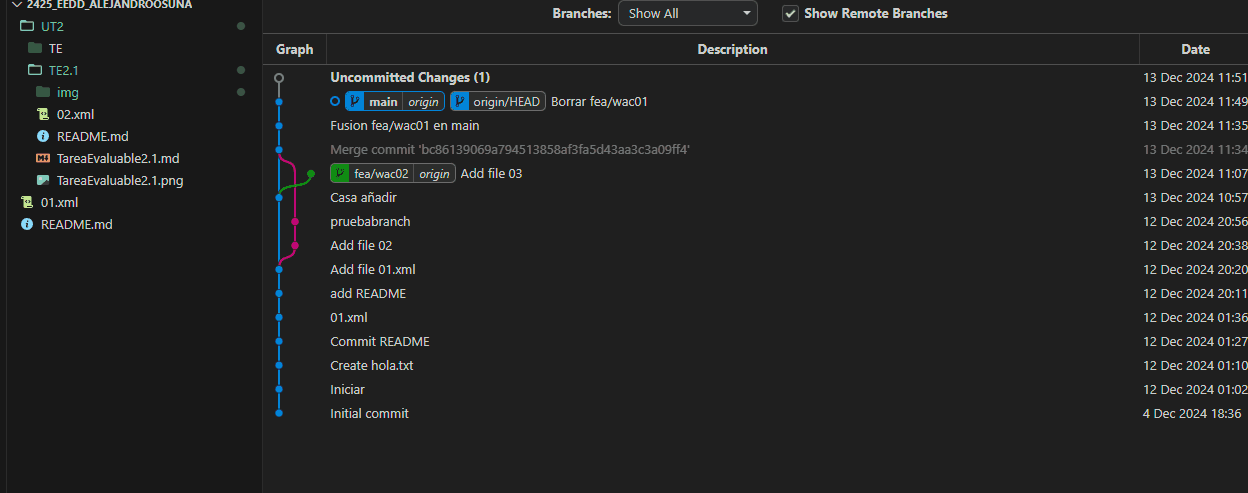 2425_EEDD_ALEJANDROOSUNA
UT2
TE
TE2.1
img
02.xml
README.md
TareaEvaluable2.1.md
TareaEvaluable2.1.png
01.xml
README.md
Branches: Show All Show Remote Branches
Graph Description Date
Uncommitted Changes (1) 13 Dec 2024 11:51
main origin origin/HEAD Borrar fea/wac01 13 Dec 2024 11:49
Fusion fea/wac01 en main 13 Dec 2024 11:35
Merge commit 'bc86139069a794513858af3fa5d43aa3c3a09ff4' 13 Dec 2024 11:34
fea/wac02 origin Add file 03 13 Dec 2024 11:07
Casa añadir 13 Dec 2024 10:57
pruebabranch 12 Dec 2024 20:56
Add file 02 12 Dec 2024 20:38
Add file 01.xml 12 Dec 2024 20:20
add README 12 Dec 2024 20:11
01.xml 12 Dec 2024 01:36
Commit README 12 Dec 2024 01:27
Create hola.txt 12 Dec 2024 01:10
Iniciar 12 Dec 2024 01:02
Initial commit 4 Dec 2024 18:36